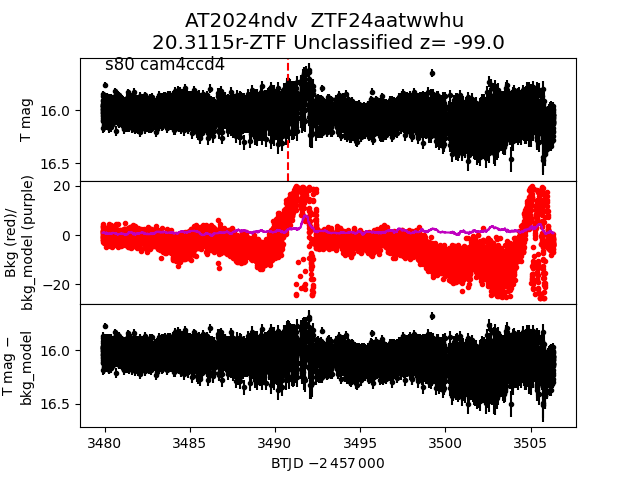 AT2024ndv  ZTF24aatwwhu
20.3115r-ZTF Unclassified z= -99.0
s80 cam4ccd4
T mag
16.0
16.5
Bkg (red)/
bkg_model (purple)
20
0
−20
T mag −
bkg_model
16.0
16.5
3480 3485 3490 3495 3500 3505
BTJD −2 457 000